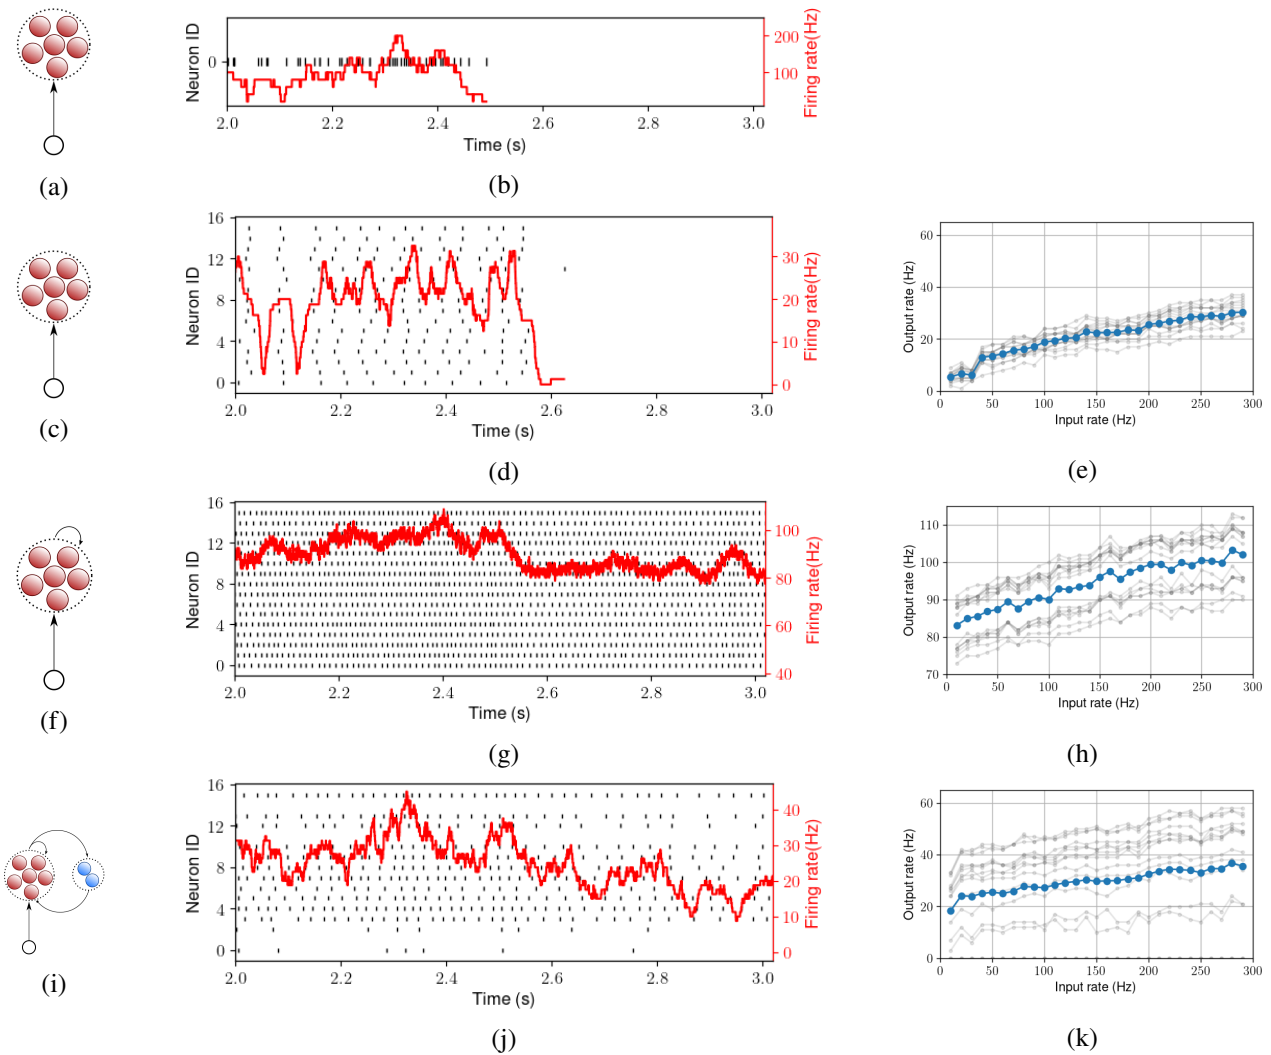 Neuron ID
0
200
100
Firing rate(Hz)
2.0 2.2 2.4 2.6 2.8 3.0
Time (s)
(a)
(b)
Neuron ID
16
12
8
4
0
30
20
10
0
Firing rate(Hz)
2.0 2.2 2.4 2.6 2.8 3.0
Time (s)
Output rate (Hz)
60
40
20
0
0 50 100 150 200 250 300
Input rate (Hz)
(c)
(d)
(e)
Neuron ID
16
12
8
4
0
100
80
60
40
Firing rate(Hz)
2.0 2.2 2.4 2.6 2.8 3.0
Time (s)
Output rate (Hz)
110
100
90
80
70
0 50 100 150 200 250 300
Input rate (Hz)
(f)
(g)
(h)
Neuron ID
16
12
8
4
0
40
30
20
10
0
Firing rate(Hz)
2.0 2.2 2.4 2.6 2.8 3.0
Time (s)
Output rate (Hz)
60
40
20
0
0 50 100 150 200 250 300
Input rate (Hz)
(i)
(j)
(k)